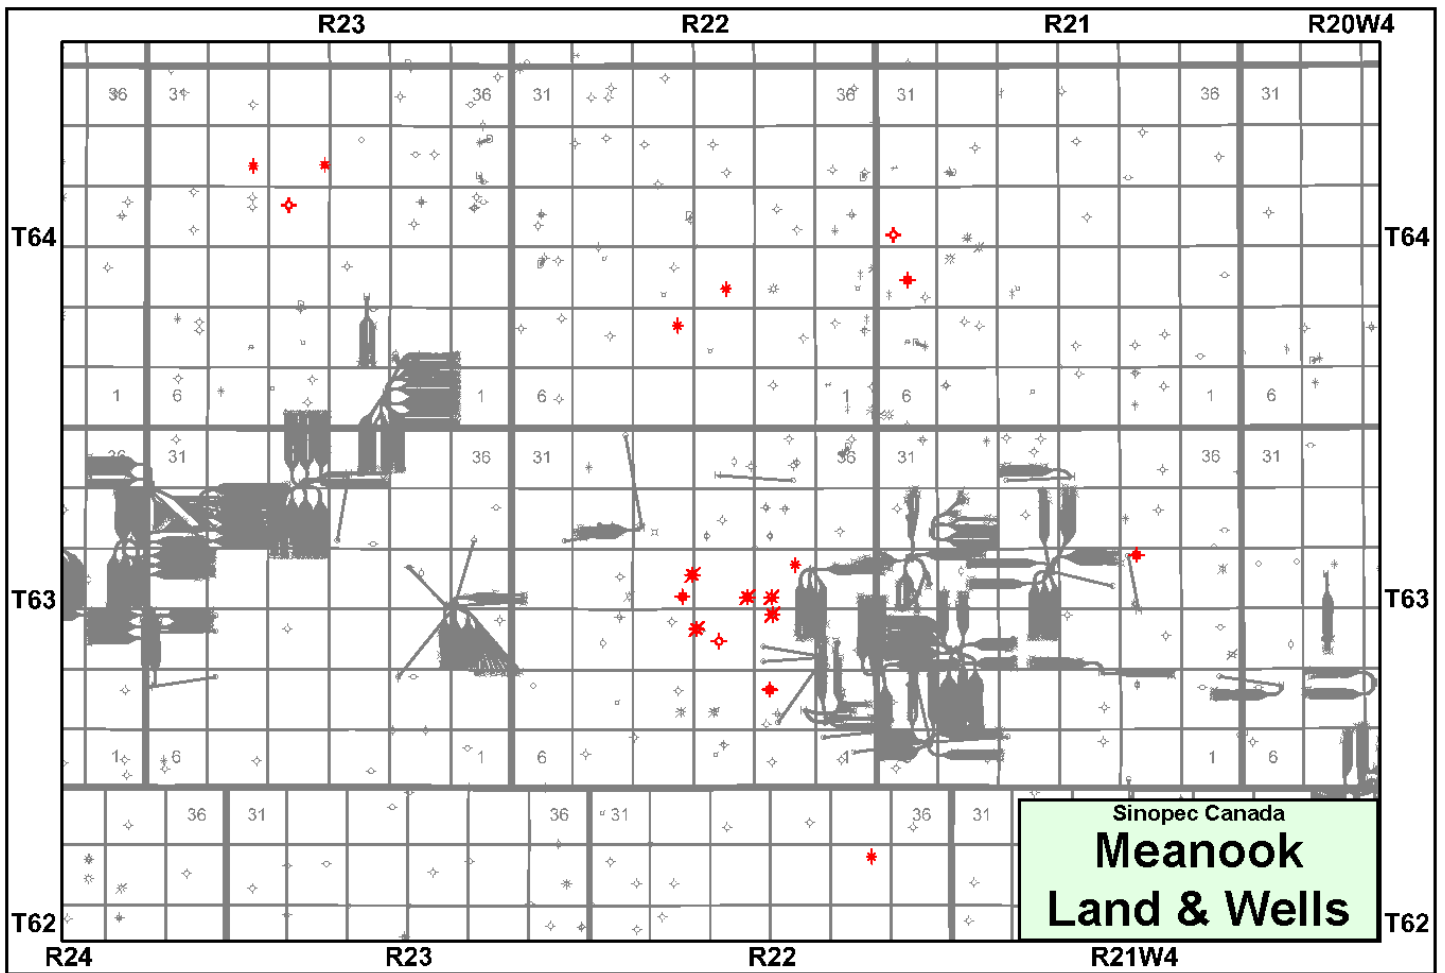 R23 R22 R21 R20W4
36 31 36 31 36 31 36 31
T64 T64
1 6 1 6 1 6 1 6
36 31 36 31 36 31 36 31
T63 T63
1 6 1 6 1 6 1 6
36 31 36 31 36 31
Sinopec Canada
Meanook
Land & Wells
T62 T62
R24 R23 R22 R21W4